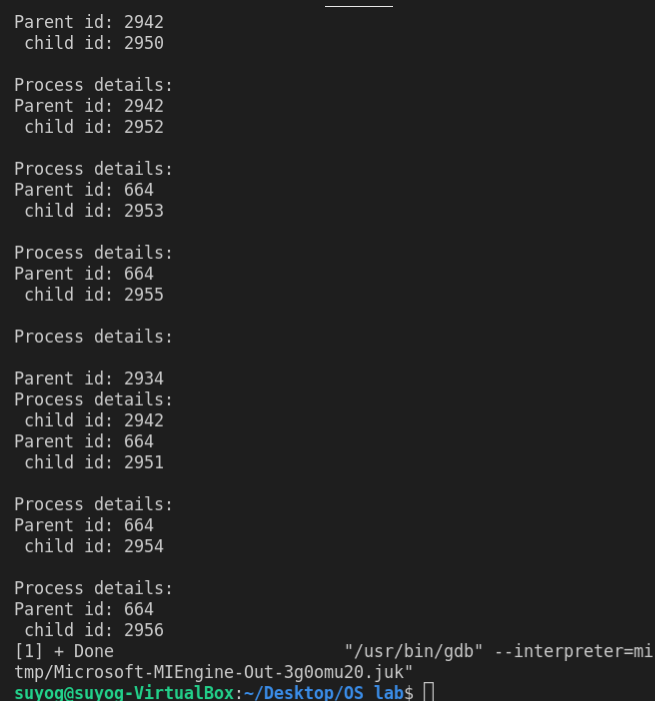 Parent id: 2942
child id: 2950
Process details:
Parent id: 2942
child id: 2952
Process details:
Parent id: 664
child id: 2953
Process details:
Parent id: 664
child id: 2955
Process details:
Parent id: 2934
Process details:
child id: 2942
Parent id: 664
child id: 2951
Process details:
Parent id: 664
child id: 2954
Process details:
Parent id: 664
child id: 2956
[1] + Done "/usr/bin/gdb" --interpreter=mi
tmp/Microsoft-MIEngine-Out-3g0omu20.juk"
suyog@suyog-VirtualBox:~/Desktop/OS lab$